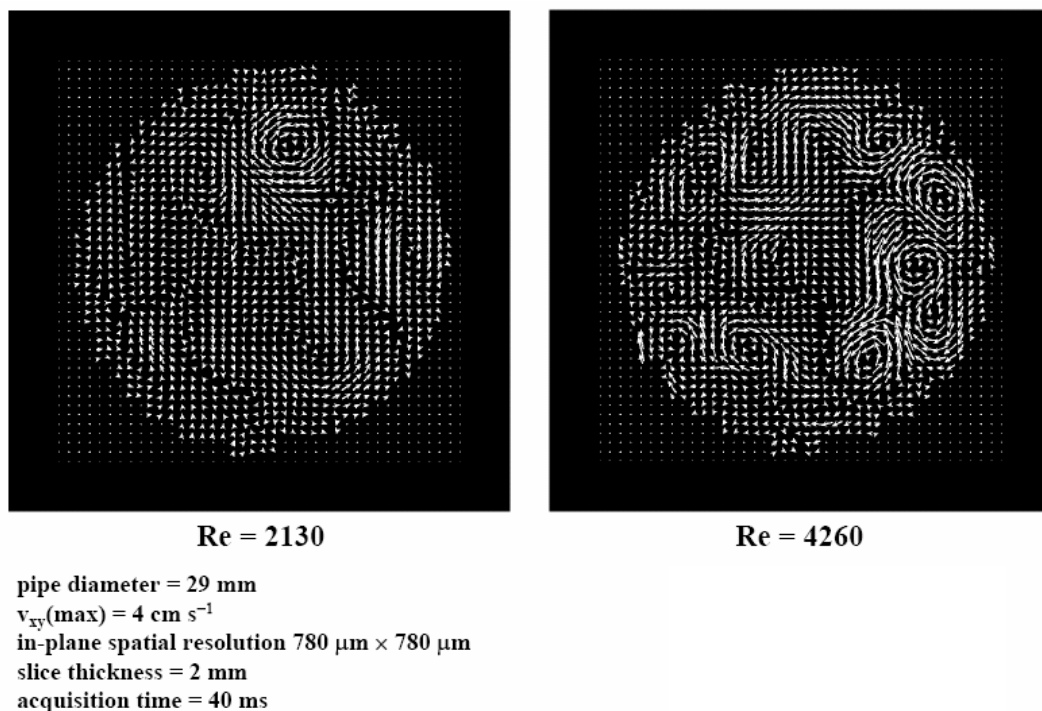 Re = 2130
Re = 4260
pipe diameter = 29 mm
vxy(max) = 4 cm s⁻¹
in-plane spatial resolution 780 μm × 780 μm
slice thickness = 2 mm
acquisition time = 40 ms